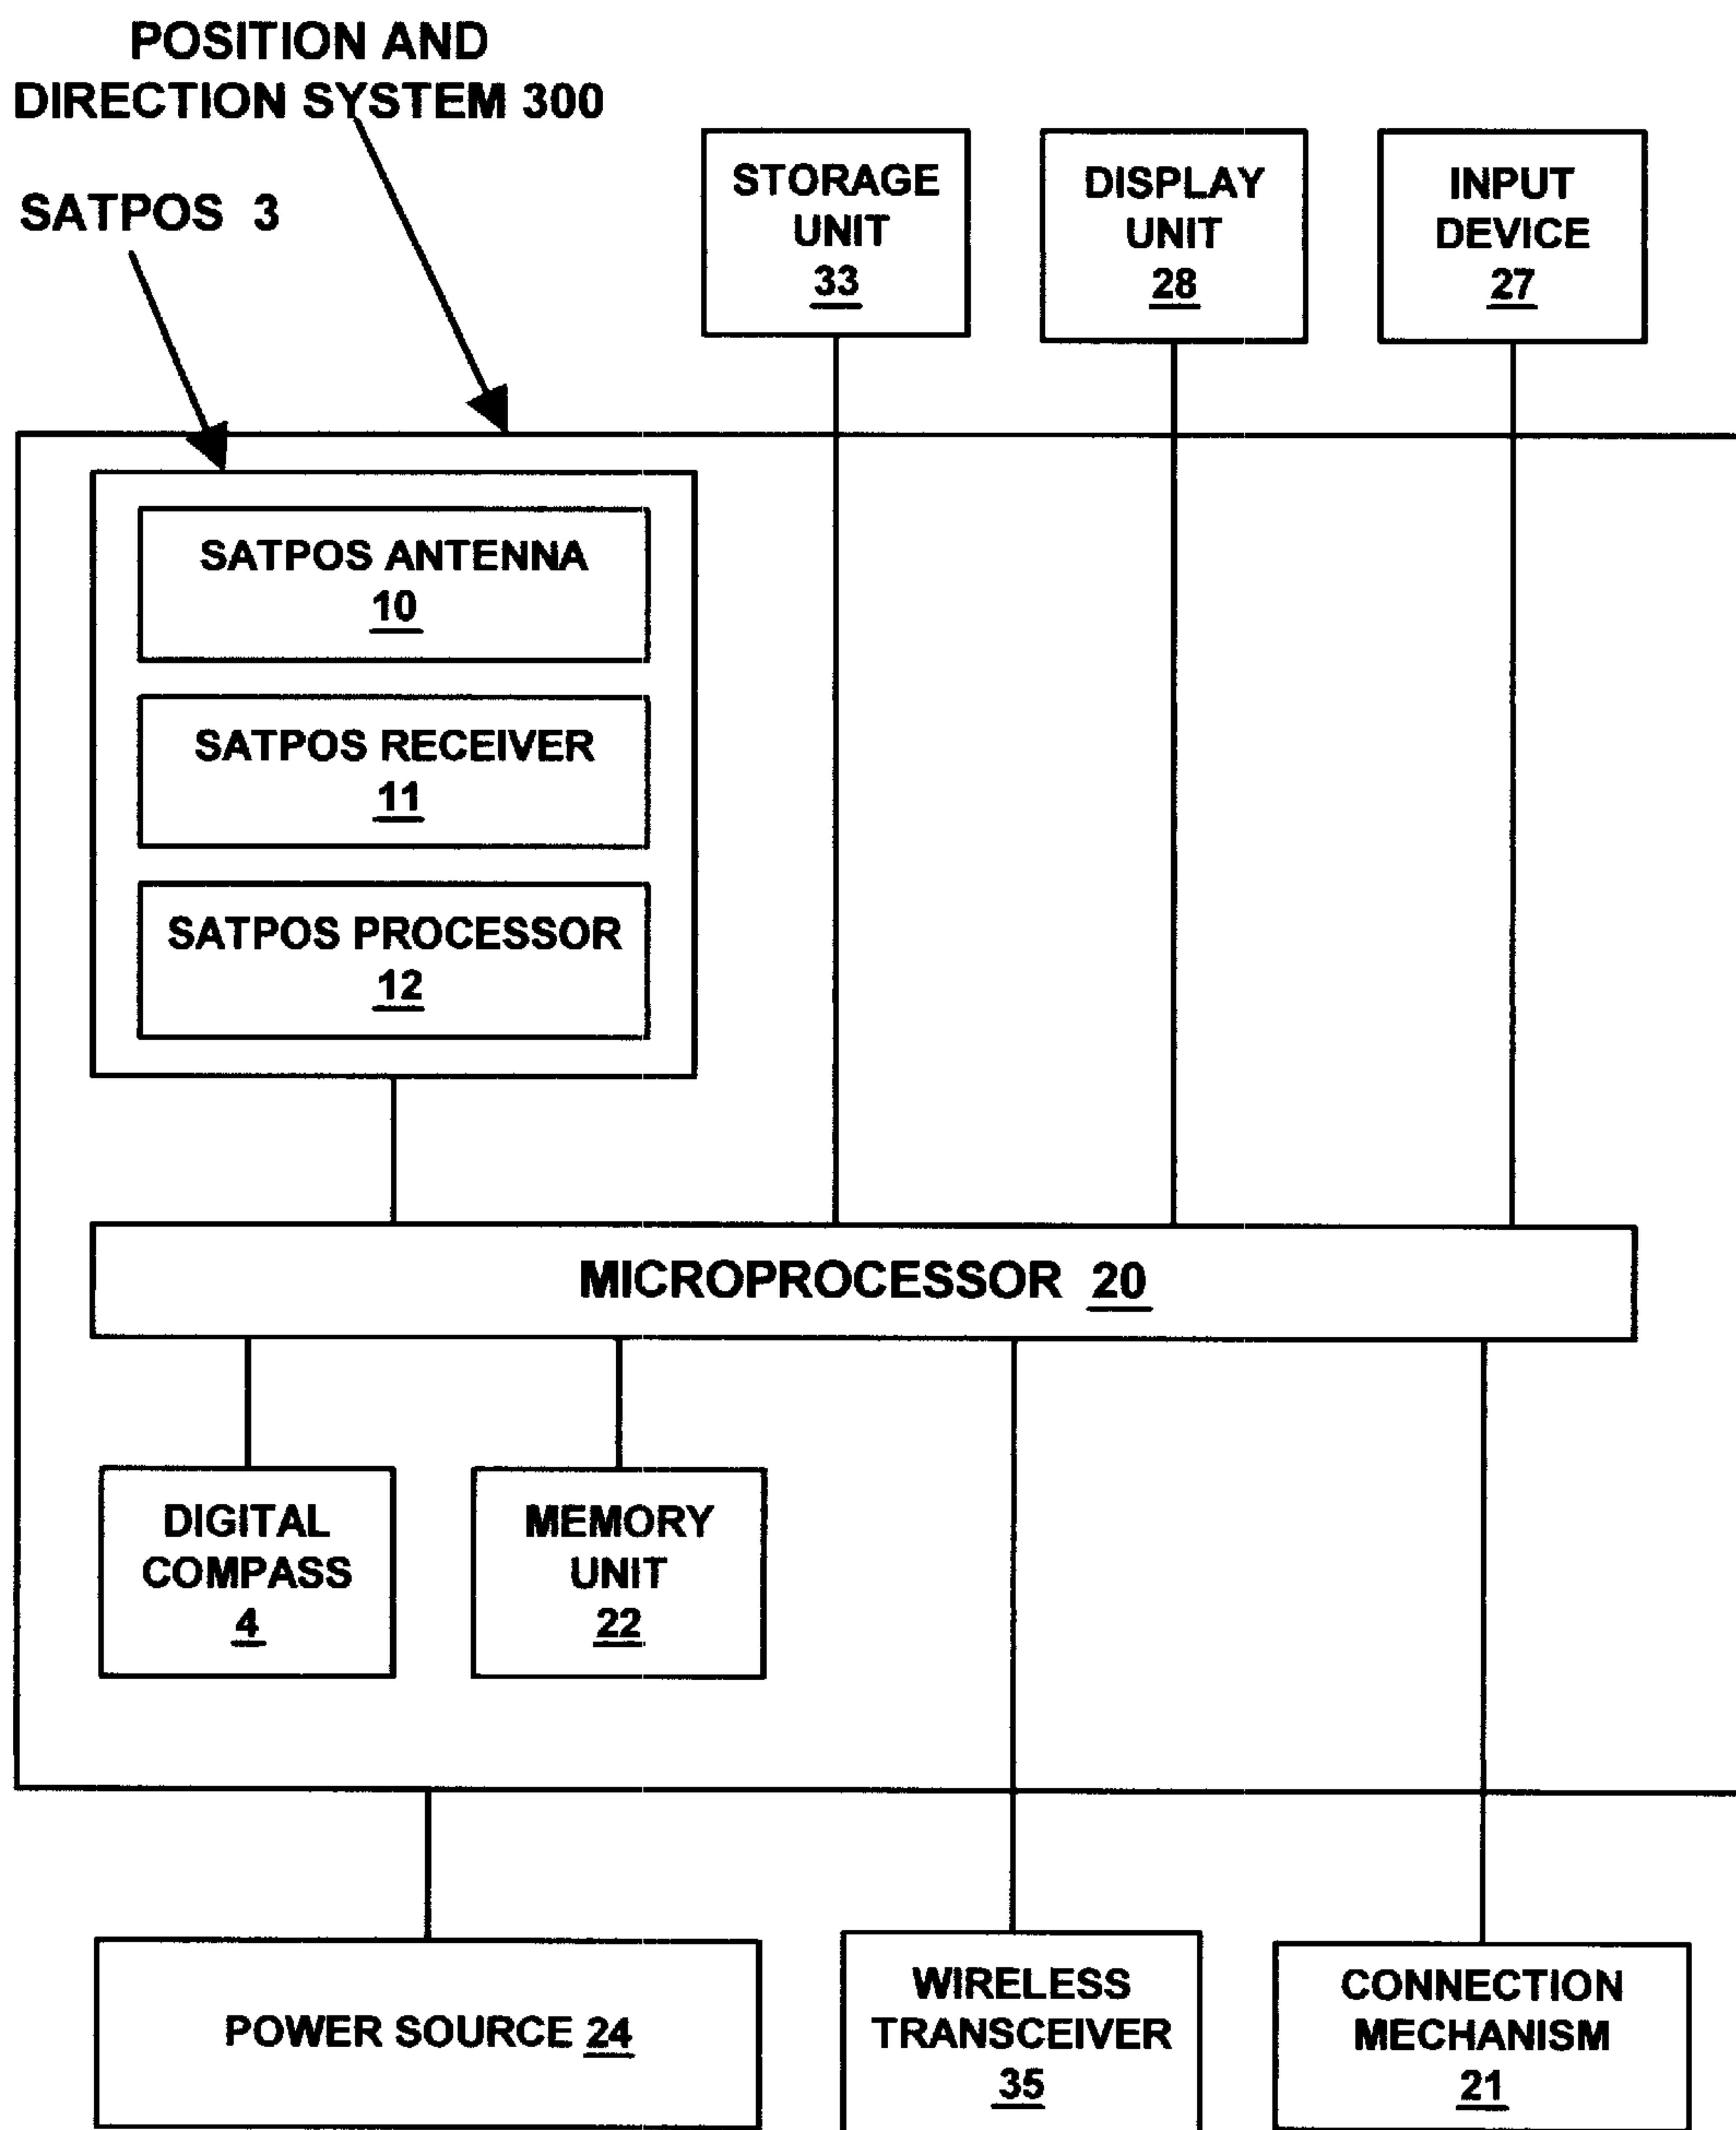 POSITION AND
DIRECTION SYSTEM 300
SATPOS 3
STORAGE
UNIT
33
DISPLAY
UNIT
28
INPUT
DEVICE
27
SATPOS ANTENNA
10
SATPOS RECEIVER
11
SATPOS PROCESSOR
12
MICROPROCESSOR 20
DIGITAL
COMPASS
4
MEMORY
UNIT
22
POWER SOURCE 24
WIRELESS
TRANSCEIVER
35
CONNECTION
MECHANISM
21